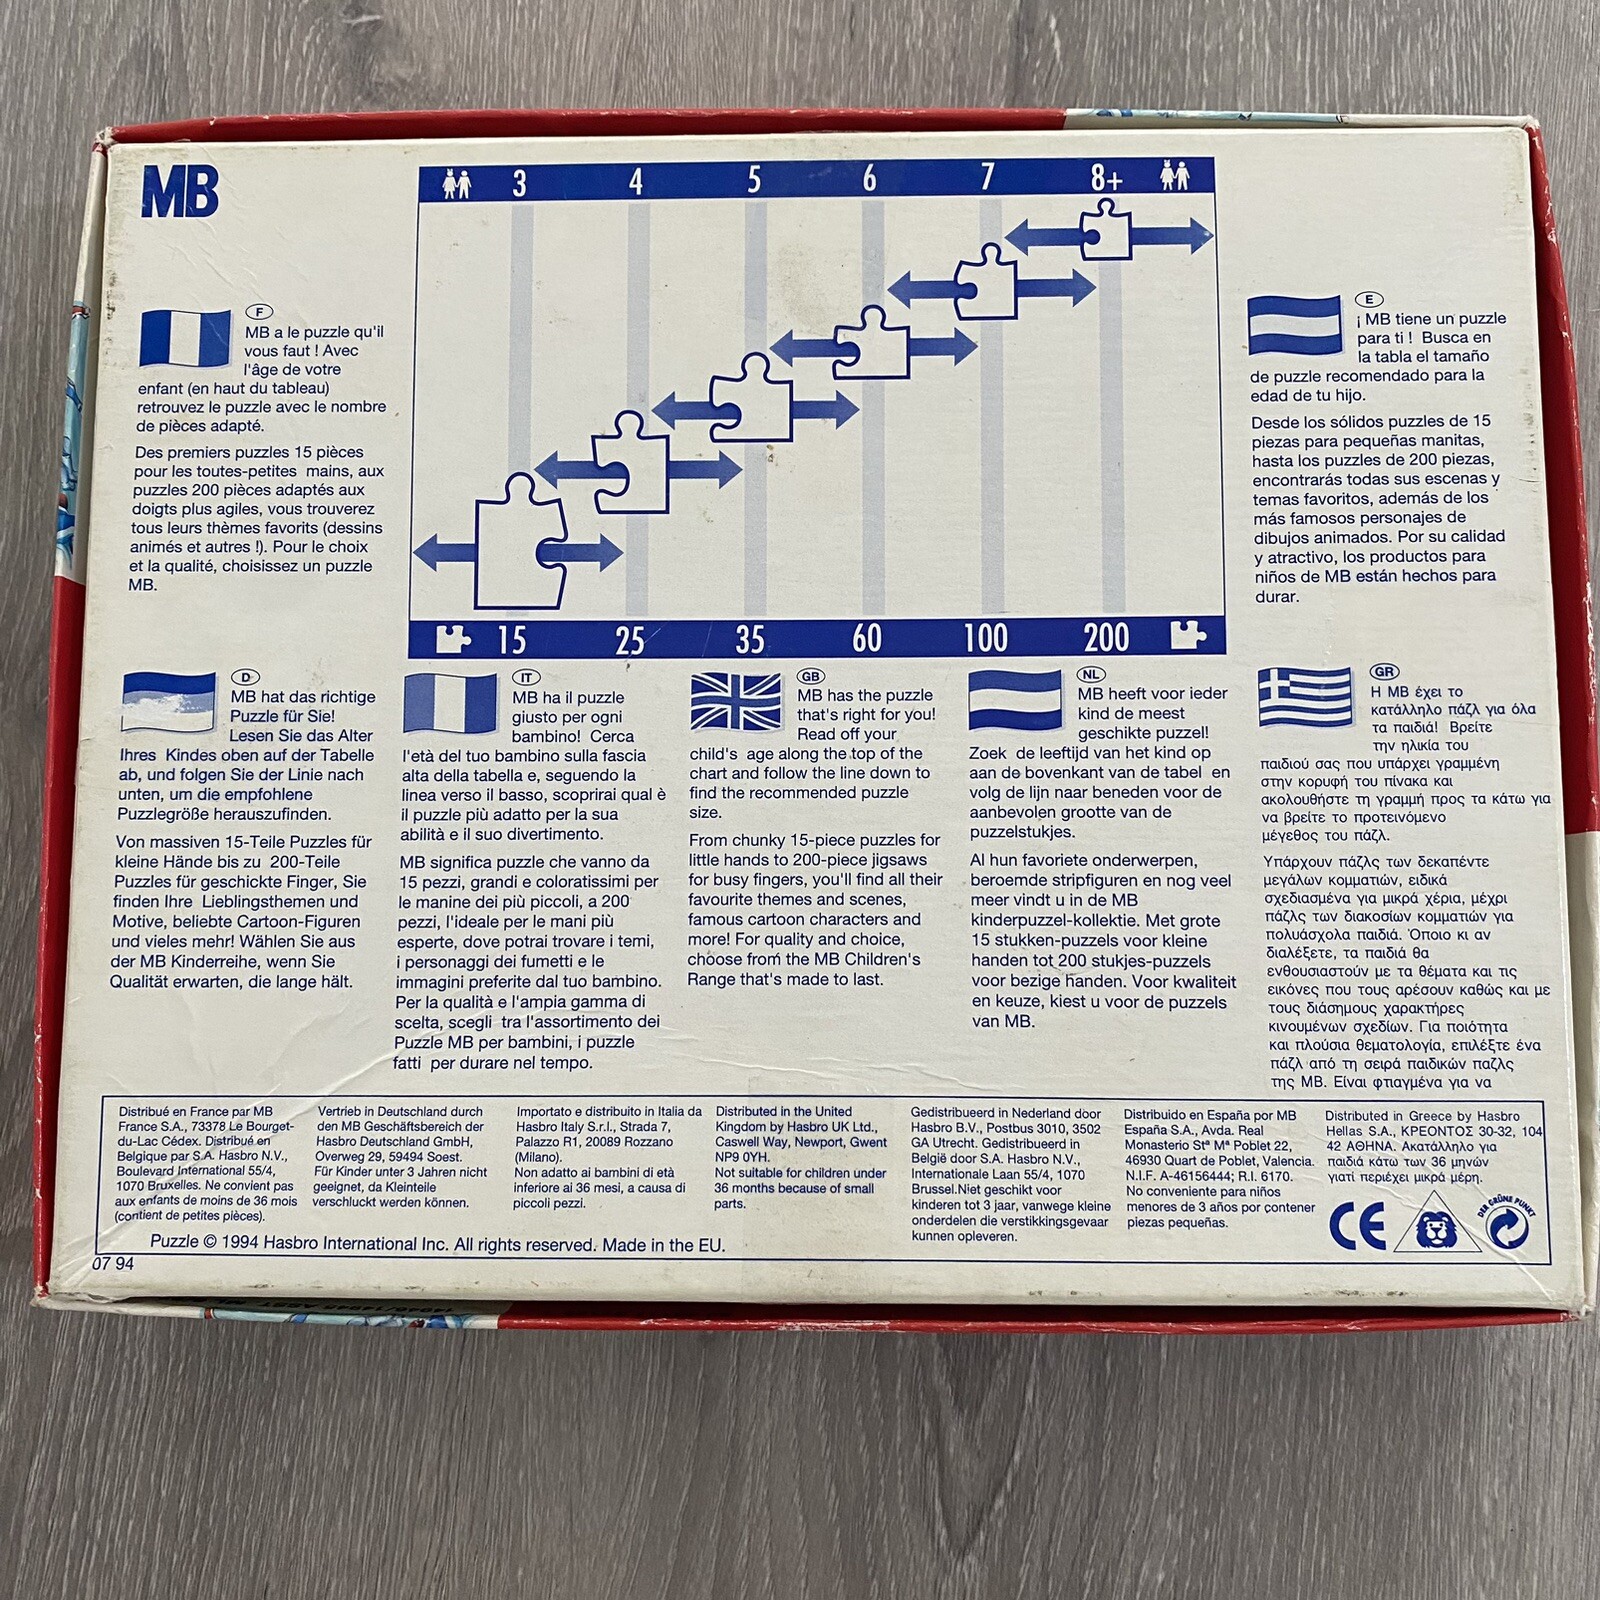 MB
3 4 5 6 7 8+
15 25 35 60 100 200
F
MB a le puzzle qu'il
vous faut ! Avec
l'âge de votre
enfant (en haut du tableau)
retrouvez le puzzle avec le nombre
de pièces adapté.
Des premiers puzzles 15 pièces
pour les toutes-petites mains, aux
puzzles 200 pièces adaptés aux
doigts plus agiles, vous trouverez
tous leurs thèmes favoris (dessins
animés et autres !). Pour le choix
et la qualité, choisissez un puzzle
MB.
E
¡ MB tiene un puzzle
para ti ! Busca en
la tabla el tamaño
de puzzle recomendado para la
edad de tu hijo.
Desde los sólidos puzzles de 15
piezas para pequeñas manitas,
hasta los puzzles de 200 piezas,
encontrarás todas sus escenas y
temas favoritos, además de los
más famosos personajes de
dibujos animados. Por su calidad
y atractivo, los productos para
niños de MB están hechos para
durar.
D
MB hat das richtige
Puzzle für Sie!
Lesen Sie das Alter
Ihres Kindes oben auf der Tabelle
ab, und folgen Sie der Linie nach
unten, um die empfohlene
Puzzlegröße herauszufinden.
Von massiven 15-Teile Puzzles für
kleine Hände bis zu 200-Teile
Puzzles für geschickte Finger, Sie
finden Ihre Lieblingsthemen und
Motive, beliebte Cartoon-Figuren
und vieles mehr! Wählen Sie aus
der MB Kinderreihe, wenn Sie
Qualität erwarten, die lange hält.
IT
MB ha il puzzle
giusto per ogni
bambino! Cerca
l'età del tuo bambino sulla fascia
alta della tabella e, seguendo la
linea verso il basso, scoprirai qual è
il puzzle più adatto per la sua
abilità e il suo divertimento.
MB significa puzzle che vanno da
15 pezzi, grandi e coloratissimi per
le manine dei più piccoli, a 200
pezzi, l'ideale per le mani più
esperte, dove potrai trovare i temi,
i personaggi dei fumetti e le
immagini preferite dal tuo bambino.
Per la qualità e l'ampia gamma di
scelta, scegli tra l'assortimento dei
Puzzle MB per bambini, i puzzle
fatti per durare nel tempo.
GB
MB has the puzzle
that's right for you!
Read off your
child's age along the top of the
chart and follow the line down to
find the recommended puzzle
size.
From chunky 15-piece puzzles for
little hands to 200-piece jigsaws
for busy fingers, you'll find all their
favourite themes and scenes,
famous cartoon characters and
more! For quality and choice,
choose from the MB Children's
Range that's made to last.
NL
MB heeft voor ieder
kind de meest
geschikte puzzel!
Zoek de leeftijd van het kind op
aan de bovenkant van de tabel en
volg de lijn naar beneden voor de
aanbevolen grootte van de
puzzelstukjes.
Al hun favoriete onderwerpen,
beroemde stripfiguren en nog veel
meer vindt u in de MB
kinderpuzzel-kollektie. Met grote
15 stukken-puzzels voor kleine
handen tot 200 stukjes-puzzels
voor bezige handen. Voor kwaliteit
en keuze, kiest u voor de puzzels
van MB.
GR
Η ΜΒ έχει το
κατάλληλο πάζλ για όλα
τα παιδιά! Βρείτε
την ηλικία του
παιδιού σας που υπάρχει γραμμένη
στην κορυφή του πίνακα και
ακολουθήστε τη γραμμή προς τα κάτω για
να βρείτε το προτεινόμενο
μέγεθος του πάζλ.
Υπάρχουν πάζλς των δεκαπέντε
μεγάλων κομματιών, ειδικά
σχεδιασμένα για μικρά χέρια, μέχρι
πάζλς των διακοσίων κομματιών για
πολυάσχολα παιδιά. Όποιο κι αν
διαλέξετε, τα παιδιά θα
ενθουσιαστούν με τα θέματα και τις
εικόνες που τους αρέσουν καθώς και με
τους διάσημους χαρακτήρες
κινουμένων σχεδίων. Για ποιότητα
και πλούσια θεματολογία, επιλέξτε ένα
πάζλ από τη σειρά παιδικών παζλς
της ΜΒ. Είναι φτιαγμένα για να
Distribué en France par MB
France S.A., 73378 Le Bourget-
du-Lac Cédex. Distribué en
Belgique par S.A. Hasbro N.V.,
Boulevard International 55/4,
1070 Bruxelles. Ne convient pas
aux enfants de moins de 36 mois
(contient de petites pièces).
Vertrieb in Deutschland durch
den MB Geschäftsbereich der
Hasbro Deutschland GmbH,
Overweg 29, 59494 Soest.
Für Kinder unter 3 Jahren nicht
geeignet, da Kleinteile
verschluckt werden können.
Importato e distribuito in Italia da
Hasbro Italy S.r.l., Strada 7,
Palazzo R1, 20089 Rozzano
(Milano).
Non adatto ai bambini di età
inferiore ai 36 mesi, a causa di
piccoli pezzi.
Distributed in the United
Kingdom by Hasbro UK Ltd.,
Caswell Way, Newport, Gwent
NP9 0YH.
Not suitable for children under
36 months because of small
parts.
Gedistribueerd in Nederland door
Hasbro B.V., Postbus 3010, 3502
GA Utrecht. Gedistribueerd in
België door S.A. Hasbro N.V.,
Internationale Laan 55/4, 1070
Brussel.Niet geschikt voor
kinderen tot 3 jaar, vanwege kleine
onderdelen die verstikkingsgevaar
kunnen opleveren.
Distribuido en España por MB
España S.A., Avda. Real
Monasterio Stª Mª Poblet 22,
46930 Quart de Poblet, Valencia.
N.I.F. A-46156444; R.I. 6170.
No conveniente para niños
menores de 3 años por contener
piezas pequeñas.
Distributed in Greece by Hasbro
Hellas S.A., ΚΡΕΟΝΤΟΣ 30-32, 104
42 ΑΘΗΝΑ. Ακατάλληλο για
παιδιά κάτω των 36 μηνών
γιατί περιέχει μικρά μέρη.
CE
DER GRÜNE PUNKT
Puzzle © 1994 Hasbro International Inc. All rights reserved. Made in the EU.
07 94